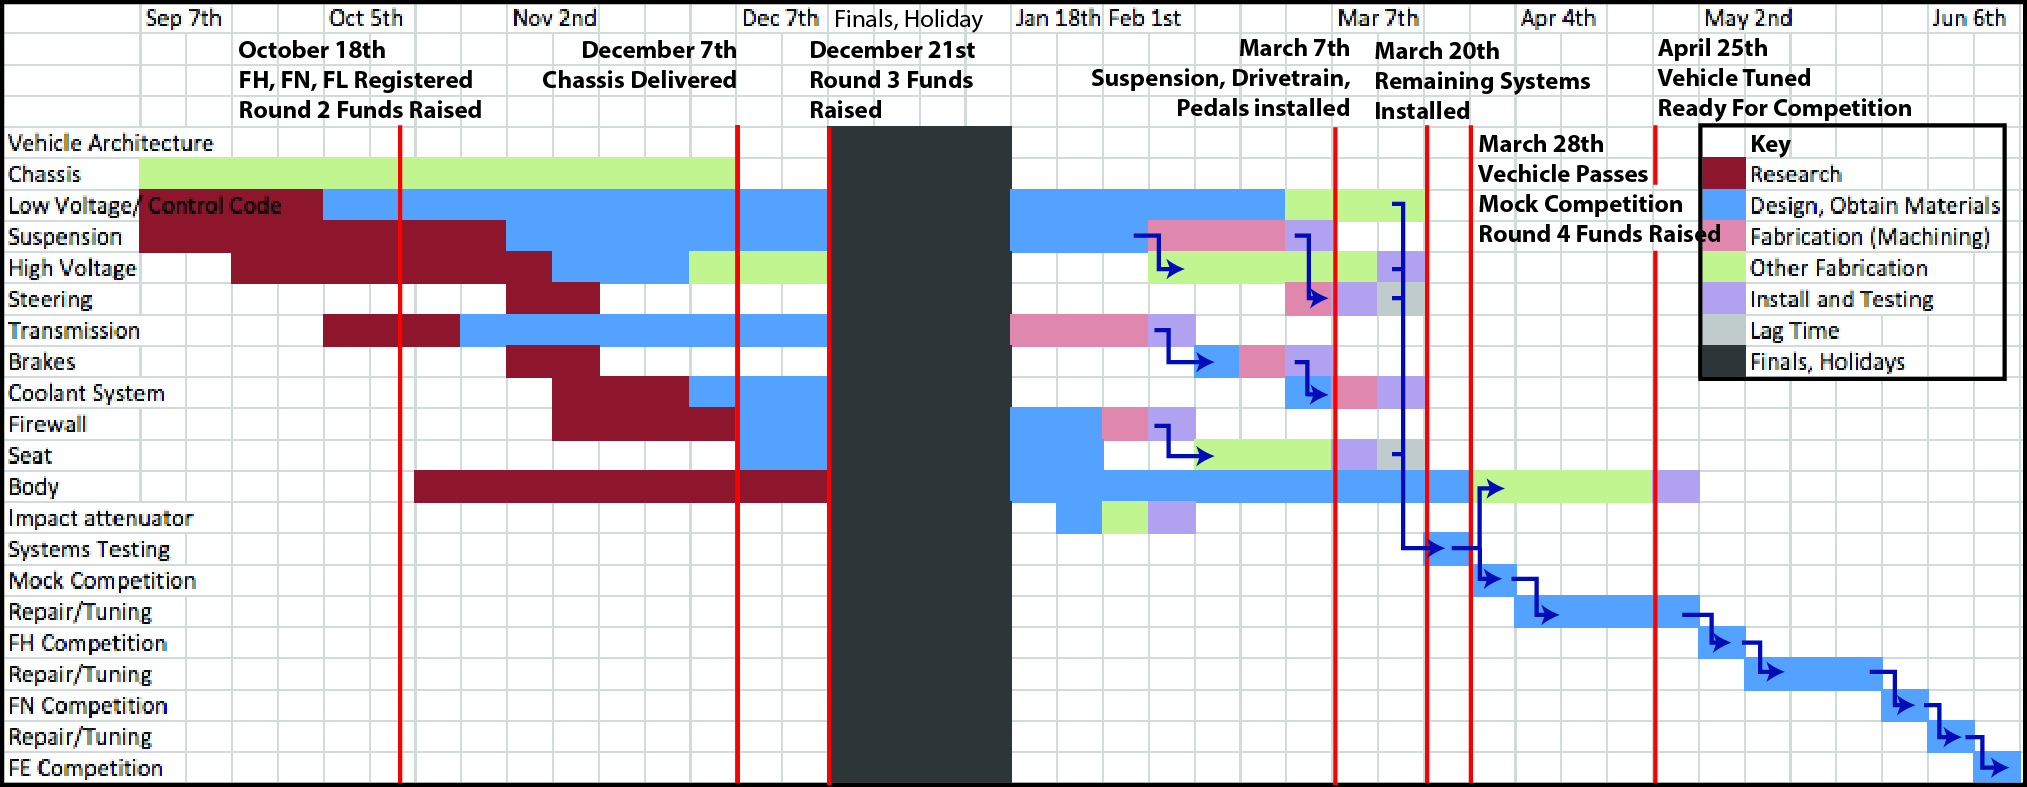 Sep 7th Oct 5th Nov 2nd Dec 7th Finals, Holiday Jan 18th Feb 1st Mar 7th Apr 4th May 2nd Jun 6th
October 18th
FH, FN, FL Registered
Round 2 Funds Raised
December 7th
Chassis Delivered
December 21st
Round 3 Funds
Raised
March 7th
Suspension, Drivetrain,
Pedals installed
March 20th
Remaining Systems
Installed
April 25th
Vehicle Tuned
Ready For Competition
March 28th
Vechicle Passes
Mock Competition
Round 4 Funds Raised
Key
Research
Design, Obtain Materials
Fabrication (Machining)
Other Fabrication
Install and Testing
Lag Time
Finals, Holidays
Vehicle Architecture
Chassis
Low Voltage/ Control Code
Suspension
High Voltage
Steering
Transmission
Brakes
Coolant System
Firewall
Seat
Body
Impact attenuator
Systems Testing
Mock Competition
Repair/Tuning
FH Competition
Repair/Tuning
FN Competition
Repair/Tuning
FE Competition